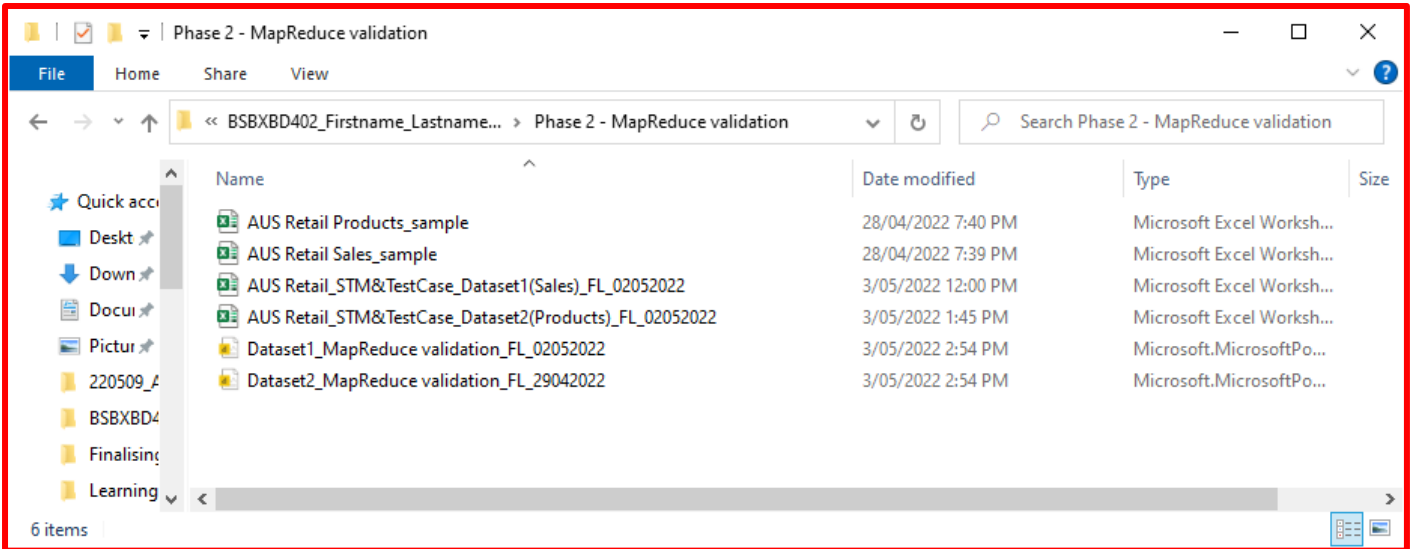 Phase 2 - MapReduce validation
File Home Share View
« BSBXBD402_Firstname_Lastname... › Phase 2 - MapReduce validation Search Phase 2 - MapReduce validation
Name Date modified Type Size
Quick acc
Deskt
Down
Docui
Pictur
220509_A
BSBXBD4
Finalising
Learning
AUS Retail Products_sample 28/04/2022 7:40 PM Microsoft Excel Worksh...
AUS Retail Sales_sample 28/04/2022 7:39 PM Microsoft Excel Worksh...
AUS Retail_STM&TestCase_Dataset1(Sales)_FL_02052022 3/05/2022 12:00 PM Microsoft Excel Worksh...
AUS Retail_STM&TestCase_Dataset2(Products)_FL_02052022 3/05/2022 1:45 PM Microsoft Excel Worksh...
Dataset1_MapReduce validation_FL_02052022 3/05/2022 2:54 PM Microsoft.MicrosoftPo...
Dataset2_MapReduce validation_FL_29042022 3/05/2022 2:54 PM Microsoft.MicrosoftPo...
6 items